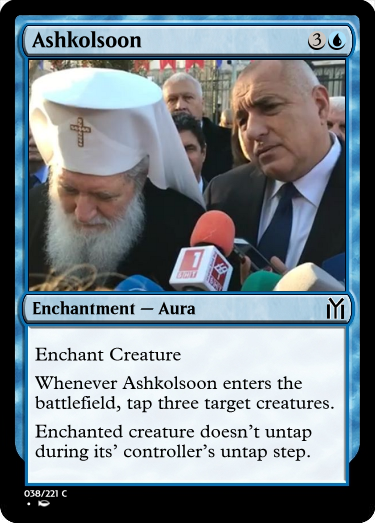 Ashkolsoon
3
Enchantment — Aura
Enchant Creature
Whenever Ashkolsoon enters the
battlefield, tap three target creatures.
Enchanted creature doesn't untap
during its' controller's untap step.
038/221 C